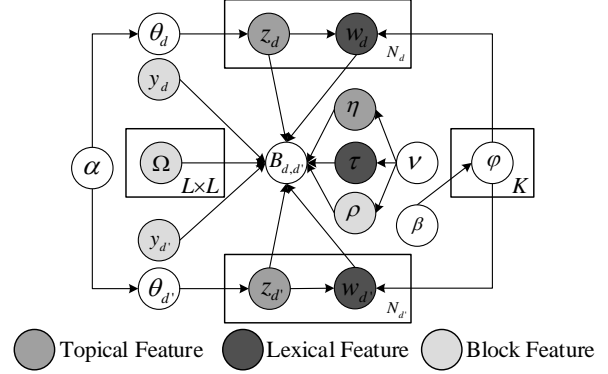 θ_d z_d w_d N_d
y_d
η
α Ω L×L B_{d,d'} τ ν φ K
ρ
β
y_{d'}
θ_{d'} z_{d'} w_{d'} N_{d'}
Topical Feature Lexical Feature Block Feature